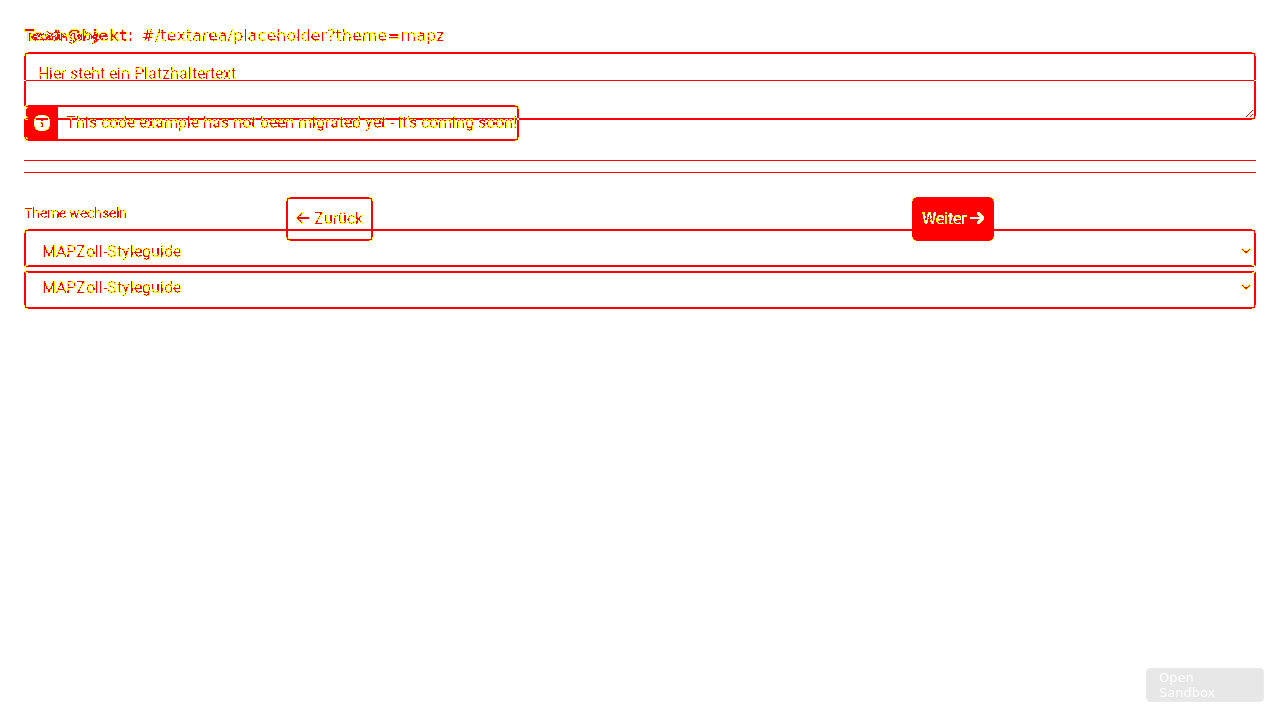 Test-Objekt: #/textarea/placeholder?theme=mapz
Hier steht ein Platzhaltertext
This code example has not been migrated yet - it's coming soon!
Theme wechseln
← Zurück
Weiter →
MAPZoll-Styleguide
MAPZoll-Styleguide
Open
Sandbox